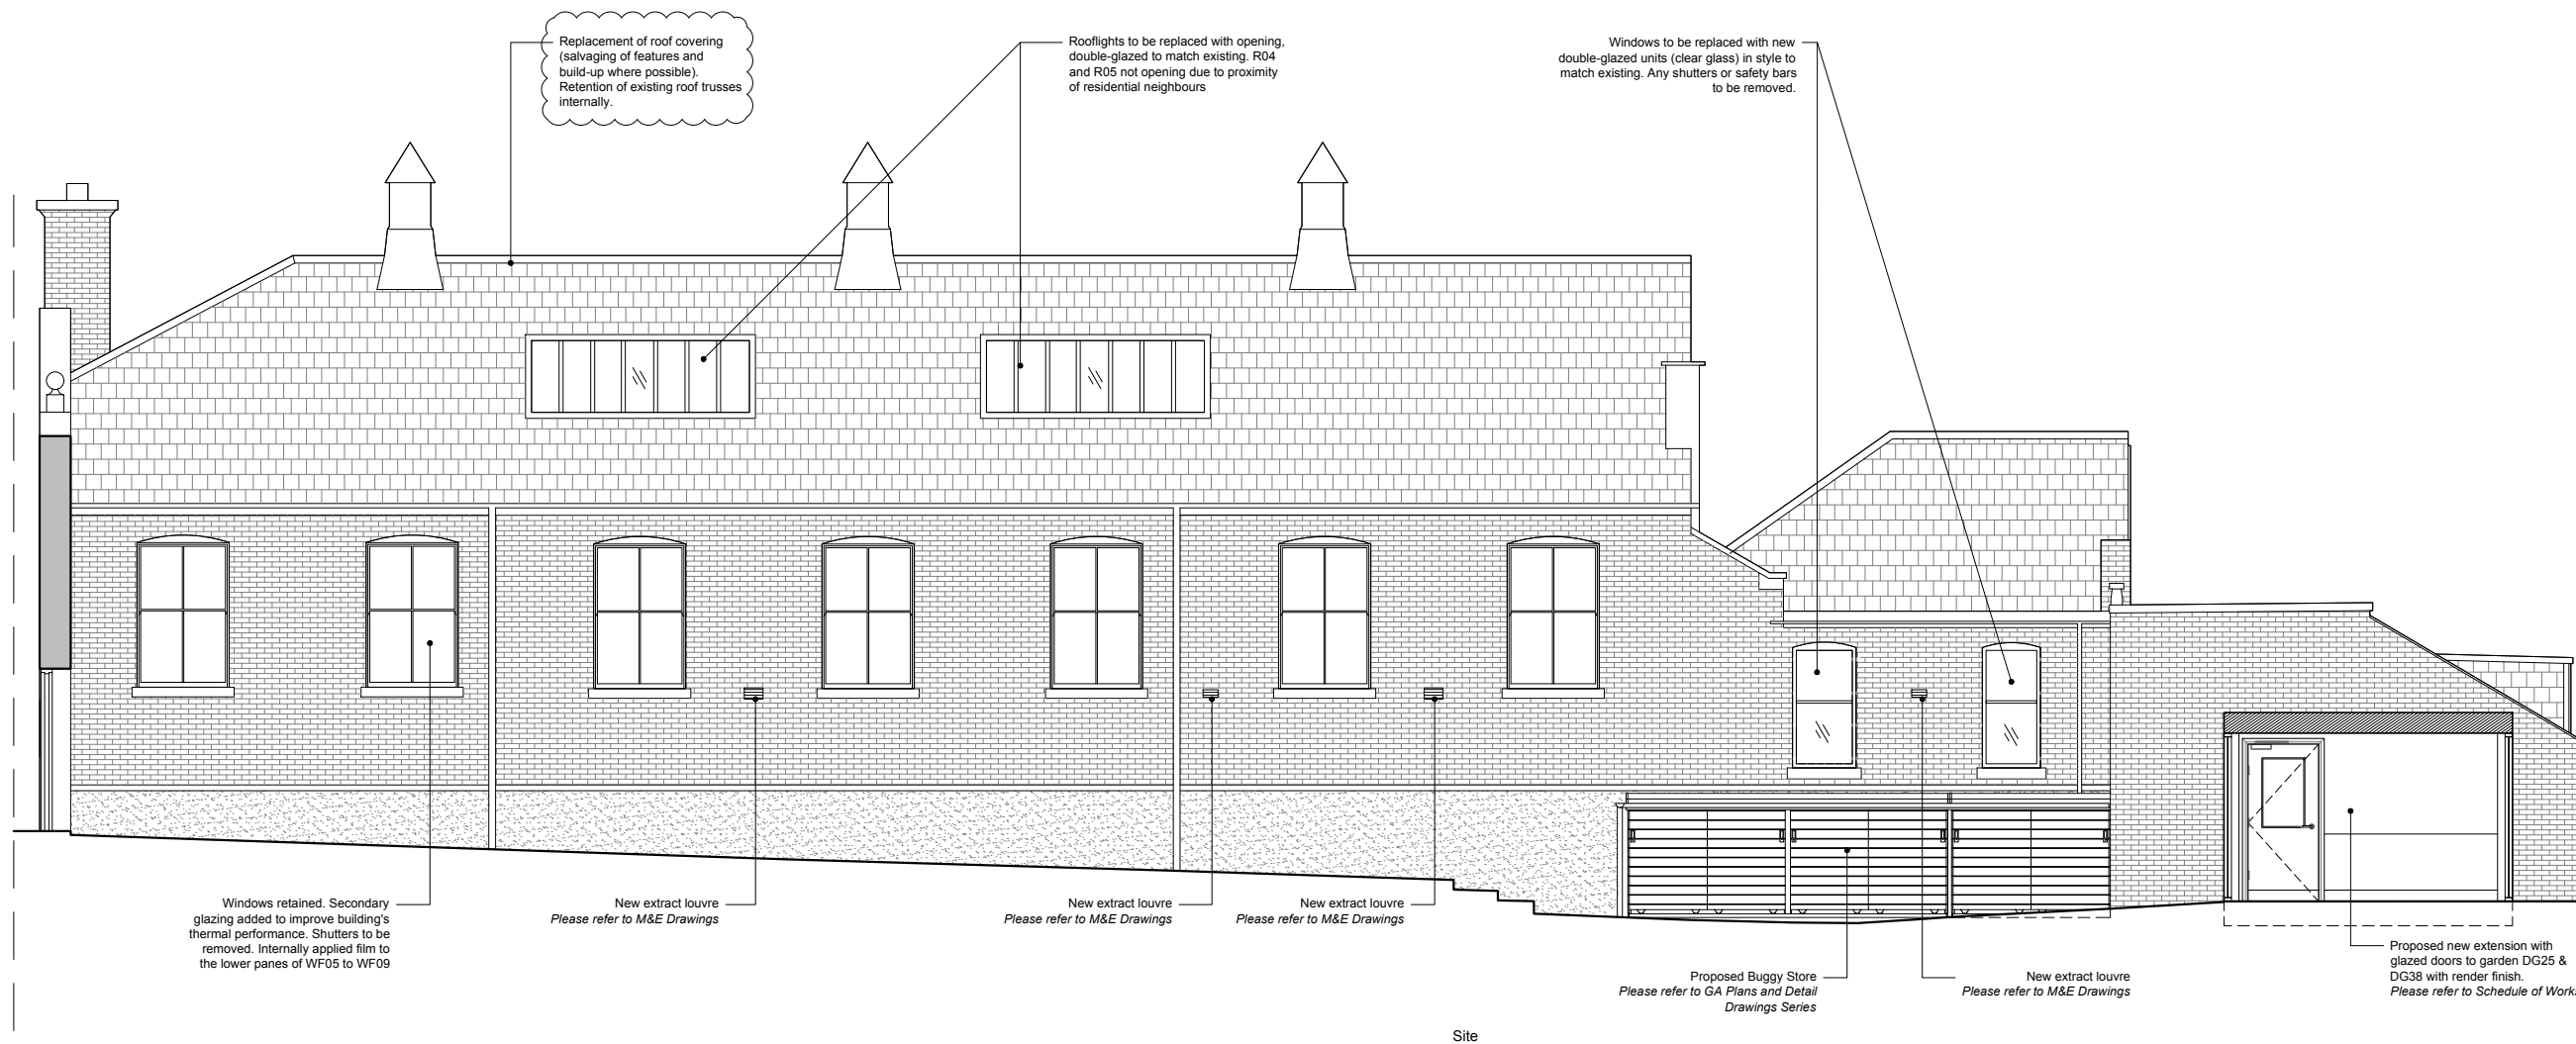 Replacement of roof covering
(salvaging of features and
build-up where possible).
Retention of existing roof trusses
internally.
Rooflights to be replaced with opening,
double-glazed to match existing. R04
and R05 not opening due to proximity
of residential neighbours
Windows to be replaced with new
double-glazed units (clear glass) in style to
match existing. Any shutters or safety bars
to be removed.
Windows retained. Secondary
glazing added to improve building's
thermal performance. Shutters to be
removed. Internally applied film to
the lower panes of WF05 to WF09
New extract louvre
Please refer to M&E Drawings
New extract louvre
Please refer to M&E Drawings
New extract louvre
Please refer to M&E Drawings
Proposed Buggy Store
Please refer to GA Plans and Detail
Drawings Series
New extract louvre
Please refer to M&E Drawings
Proposed new extension with
glazed doors to garden DG25 &
DG38 with render finish.
Please refer to Schedule of Work
Site